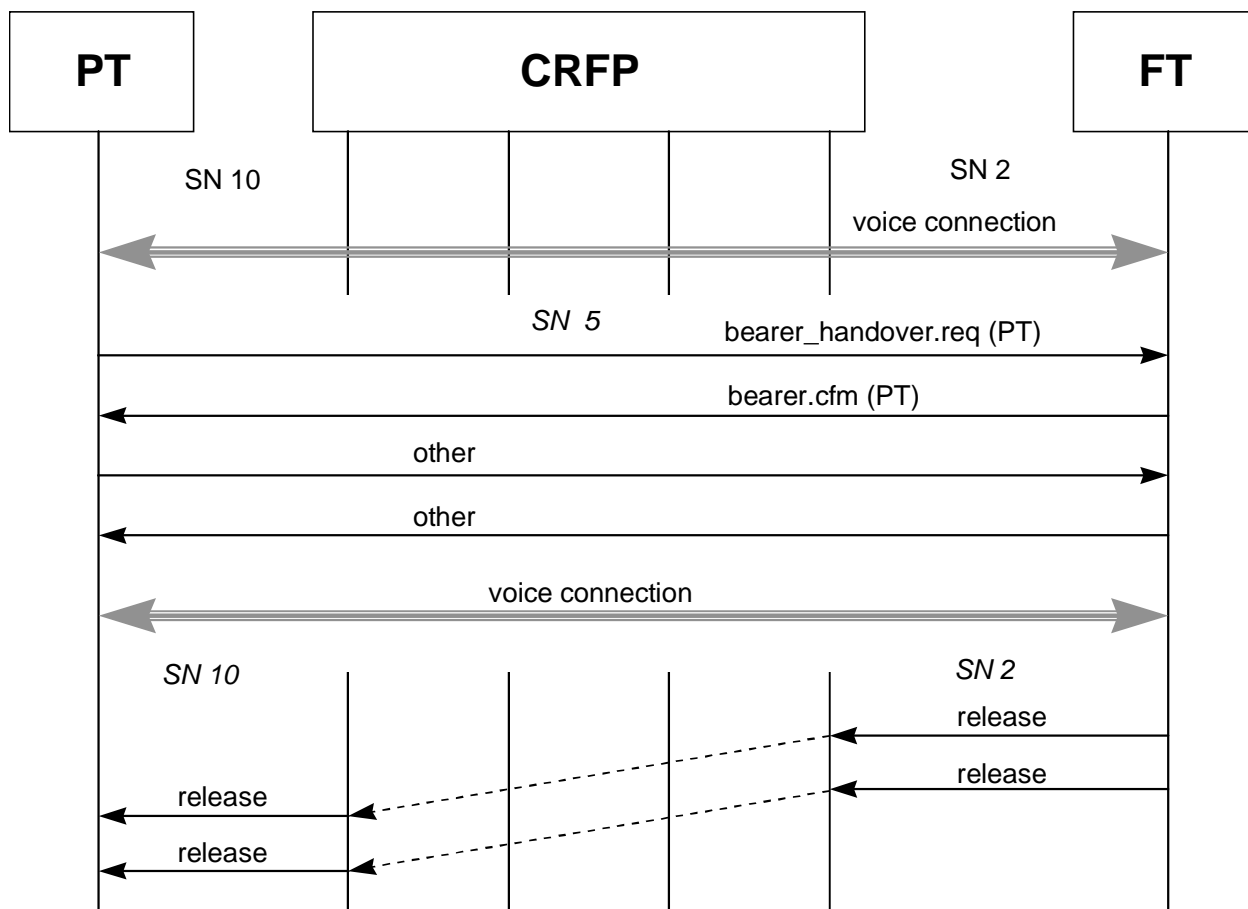 PT
CRFP
FT
SN 10
SN 2
voice connection
SN 5
bearer_handover.req (PT)
bearer.cfm (PT)
other
other
voice connection
SN 10
SN 2
release
release
release
release